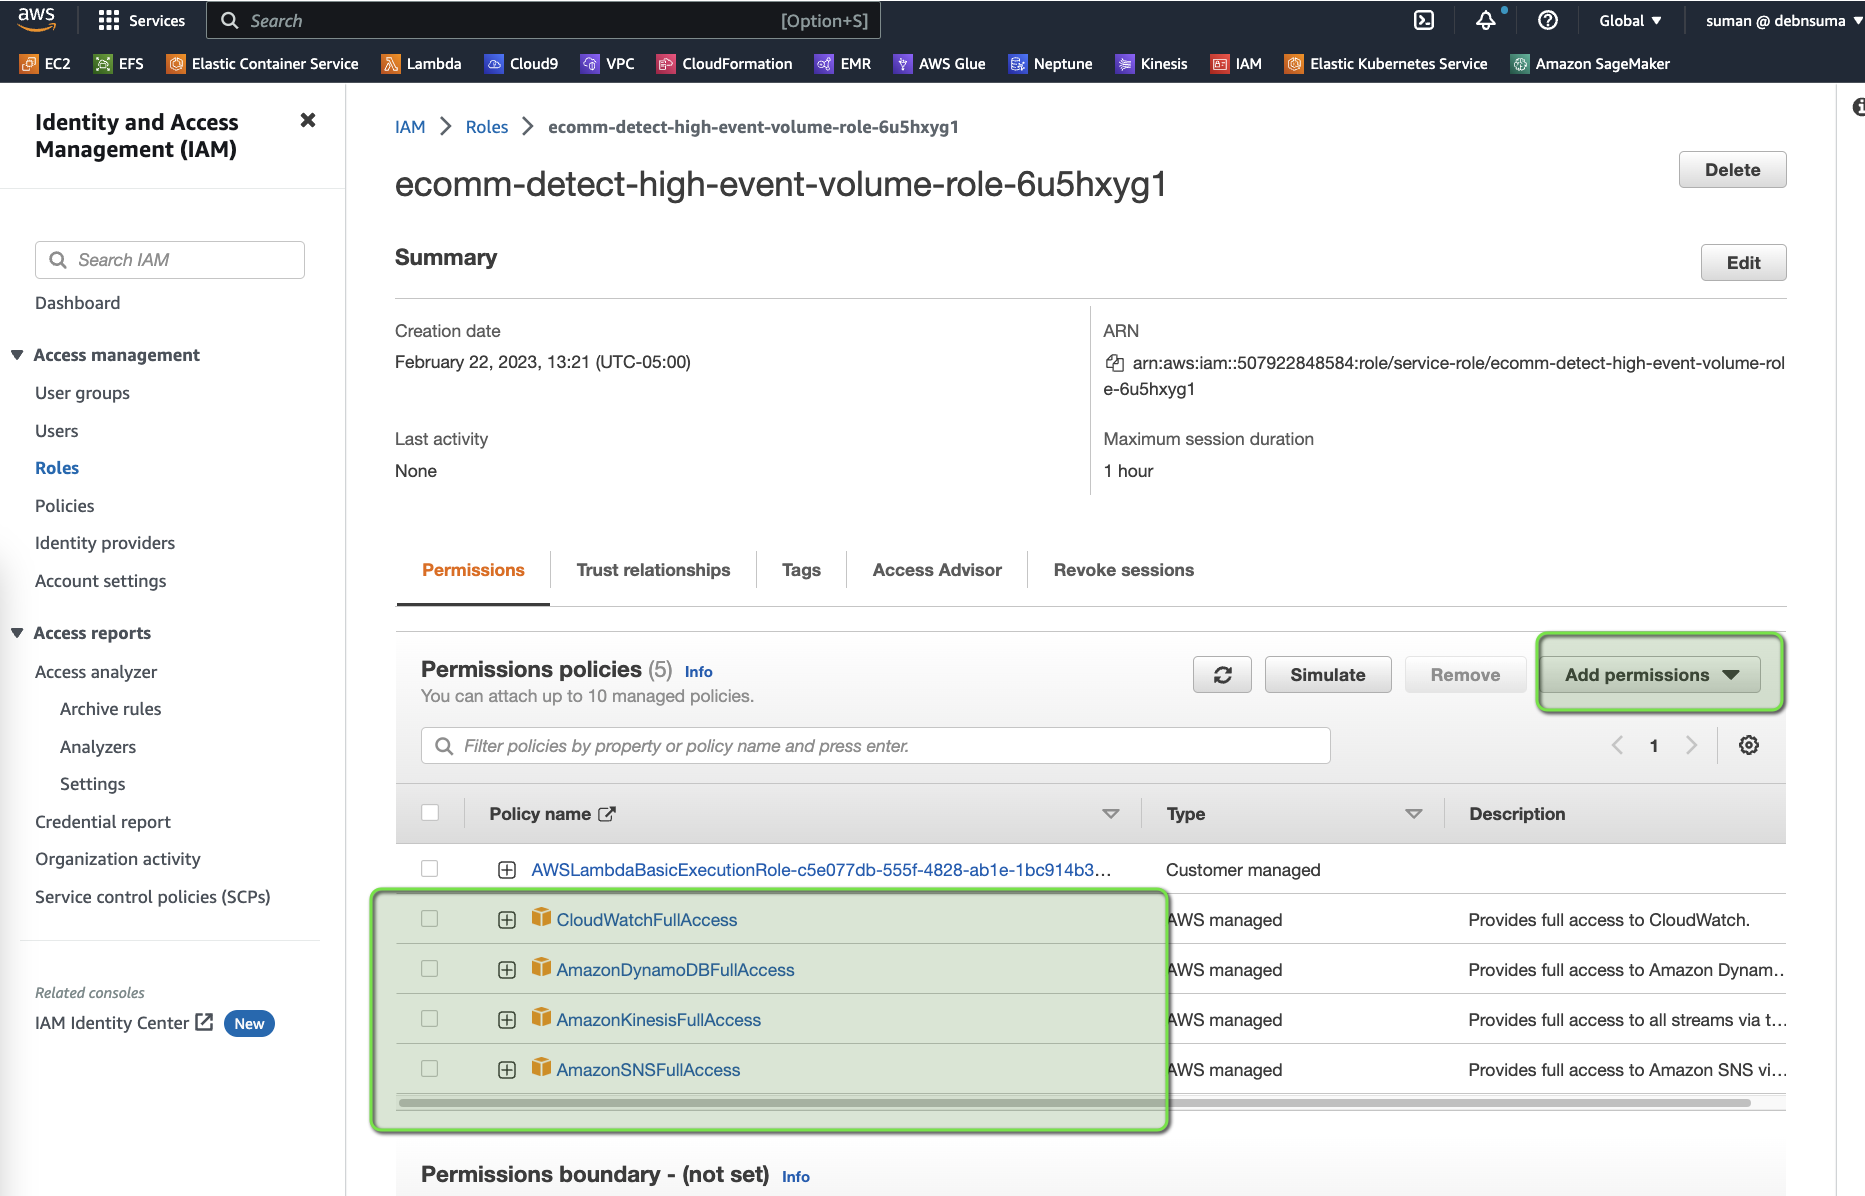 aws
Services
Search
[Option+S]
Global ▼
suman @ debnsuma ▼
EC2
EFS
Elastic Container Service
Lambda
Cloud9
VPC
CloudFormation
EMR
AWS Glue
Neptune
Kinesis
IAM
Elastic Kubernetes Service
Amazon SageMaker
Identity and Access
Management (IAM)
Search IAM
Dashboard
Access management
User groups
Users
Roles
Policies
Identity providers
Account settings
Access reports
Access analyzer
Archive rules
Analyzers
Settings
Credential report
Organization activity
Service control policies (SCPs)
Related consoles
IAM Identity Center
New
IAM > Roles > ecomm-detect-high-event-volume-role-6u5hxyg1
ecomm-detect-high-event-volume-role-6u5hxyg1
Delete
Summary
Edit
Creation date
February 22, 2023, 13:21 (UTC-05:00)
ARN
arn:aws:iam::507922848584:role/service-role/ecomm-detect-high-event-volume-rol
e-6u5hxyg1
Last activity
None
Maximum session duration
1 hour
Permissions
Trust relationships
Tags
Access Advisor
Revoke sessions
Permissions policies (5) Info
You can attach up to 10 managed policies.
Simulate
Remove
Add permissions
Filter policies by property or policy name and press enter.
1
Policy name
Type
Description
AWSLambdaBasicExecutionRole-c5e077db-555f-4828-ab1e-1bc914b3...
Customer managed
CloudWatchFullAccess
AWS managed
Provides full access to CloudWatch.
AmazonDynamoDBFullAccess
AWS managed
Provides full access to Amazon Dynam...
AmazonKinesisFullAccess
AWS managed
Provides full access to all streams via t...
AmazonSNSFullAccess
AWS managed
Provides full access to Amazon SNS vi...
Permissions boundary - (not set) Info